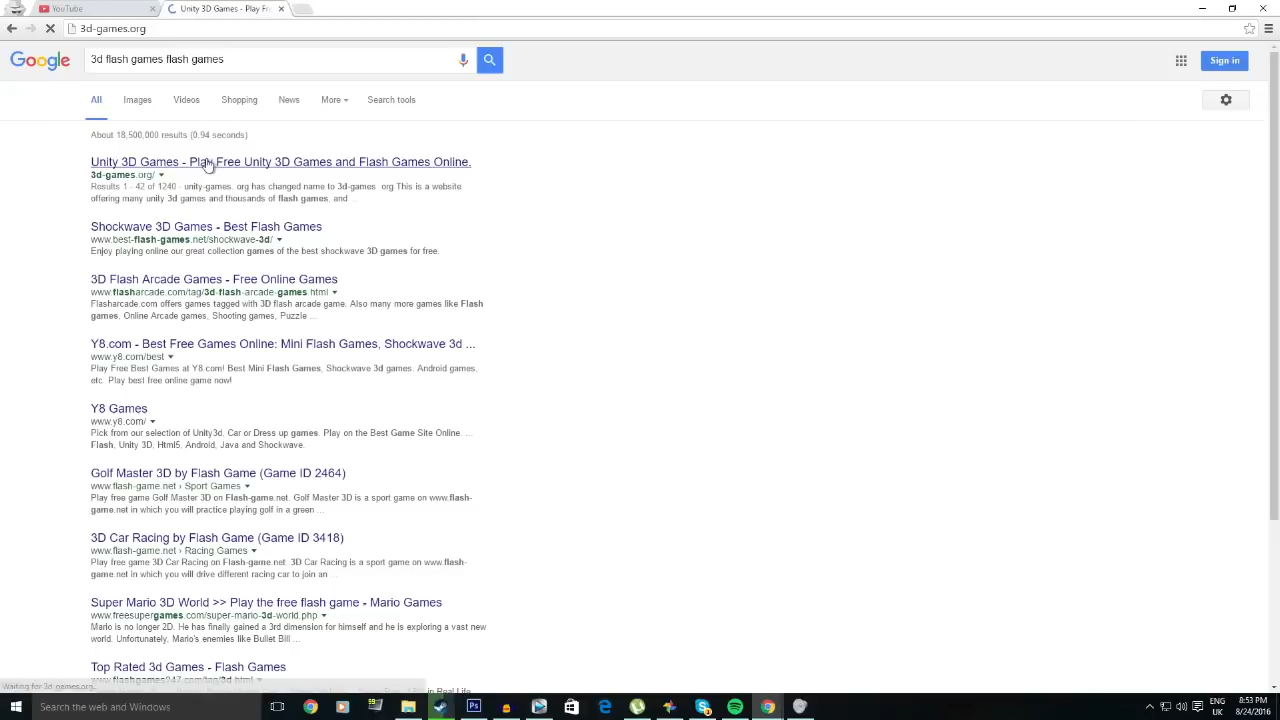 YouTube
Unity 3D Games - Play Fr
3d-games.org
Google
3d flash games flash games
Sign in
All Images Videos Shopping News More Search tools
About 18,500,000 results (0.94 seconds)
Unity 3D Games - Play Free Unity 3D Games and Flash Games Online.
3d-games.org/
Results 1 - 42 of 1240 - unity-games. org has changed name to 3d-games org This is a website
offering many unity 3d games and thousands of flash games, and ...
Shockwave 3D Games - Best Flash Games
www.best-flash-games.net/shockwave-3d/
Enjoy playing online our great collection games of the best shockwave 3D games for free.
3D Flash Arcade Games - Free Online Games
www.flasharcade.com/tag/3d-flash-arcade-games.html
Flasharcade.com offers games tagged with 3D flash arcade game. Also many more games like Flash
games, Online Arcade games, Shooting games, Puzzle ...
Y8.com - Best Free Games Online: Mini Flash Games, Shockwave 3d ...
www.y8.com/best
Play Free Best Games at Y8.com! Best Mini Flash Games, Shockwave 3d games. Android games,
etc. Play best free online game now!
Y8 Games
www.y8.com/
Pick from our selection of Unity3d, Car or Dress up games. Play on the Best Game Site Online. ...
Flash, Unity 3D, Html5, Android, Java and Shockwave.
Golf Master 3D by Flash Game (Game ID 2464)
www.flash-game.net › Sport Games
Play free game Golf Master 3D on Flash-game.net. Golf Master 3D is a sport game on www.flash-
game.net in which you will practice playing golf in a green ...
3D Car Racing by Flash Game (Game ID 3418)
www.flash-game.net › Racing Games
Play free game 3D Car Racing on Flash-game.net. 3D Car Racing is a sport game on www.flash-
game.net in which you will drive different racing car to join an ...
Super Mario 3D World >> Play the free flash game - Mario Games
www.freesupergames.com/super-mario-3d-world.php
Mario is no longer 2D. He has finally gained a 3rd dimension for himself and he is exploring a vast new
world. Unfortunately, Mario's enemies like Bullet Bill ...
Top Rated 3d Games - Flash Games
www.flashgames247.com/tag/3d.html
Waiting for 3d-games.org...
in Real Life
Search the web and Windows
ENG
UK
8:53 PM
8/24/2016